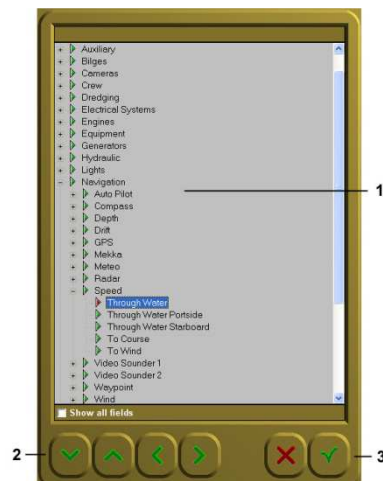 Auxiliary
Bilges
Cameras
Crew
Dredging
Electrical Systems
Engines
Equipment
Generators
Hydraulic
Lights
Navigation
Auto Pilot
Compass
Depth
Drift
GPS
Mekka
Meteo
Radar
Speed
Through Water
Through Water Portside
Through Water Starboard
To Course
To Wind
Video Sounder 1
Video Sounder 2
Waypoint
Wind
Show all fields
1
2
3